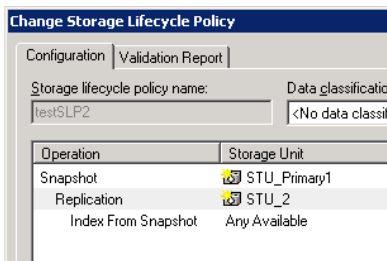 Change Storage Lifecycle Policy
Configuration Validation Report
Storage lifecycle policy name: Data
testSLP2 <No data
Operation Storage Unit
Snapshot STU_Primary1
Replication STU_2
Index From Snapshot Any Available